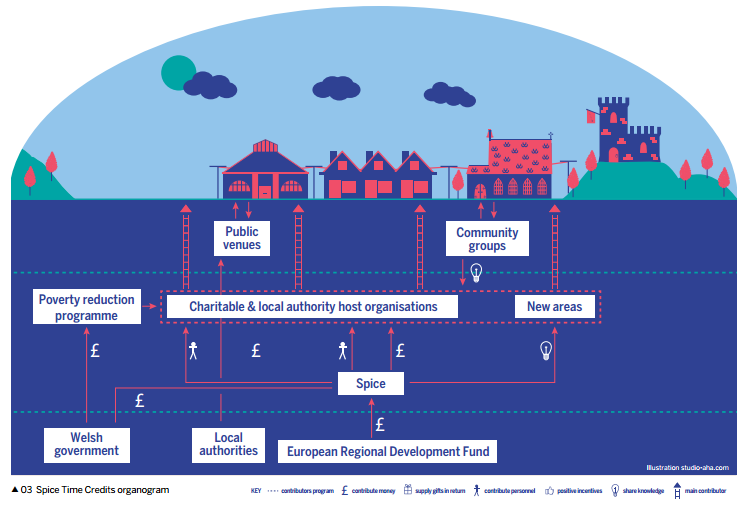 Public
venues
Community
groups
Poverty reduction
programme
Charitable & local authority host organisations
New areas
£
£
£
Spice
£
£
Welsh
government
Local
authorities
European Regional Development Fund
Illustration studio-aha.com
▲ 03 Spice Time Credits organogram
KEY
contributors program
£ contribute money
supply gifts in return
contribute personnel
positive incentives
share knowledge
main contributor